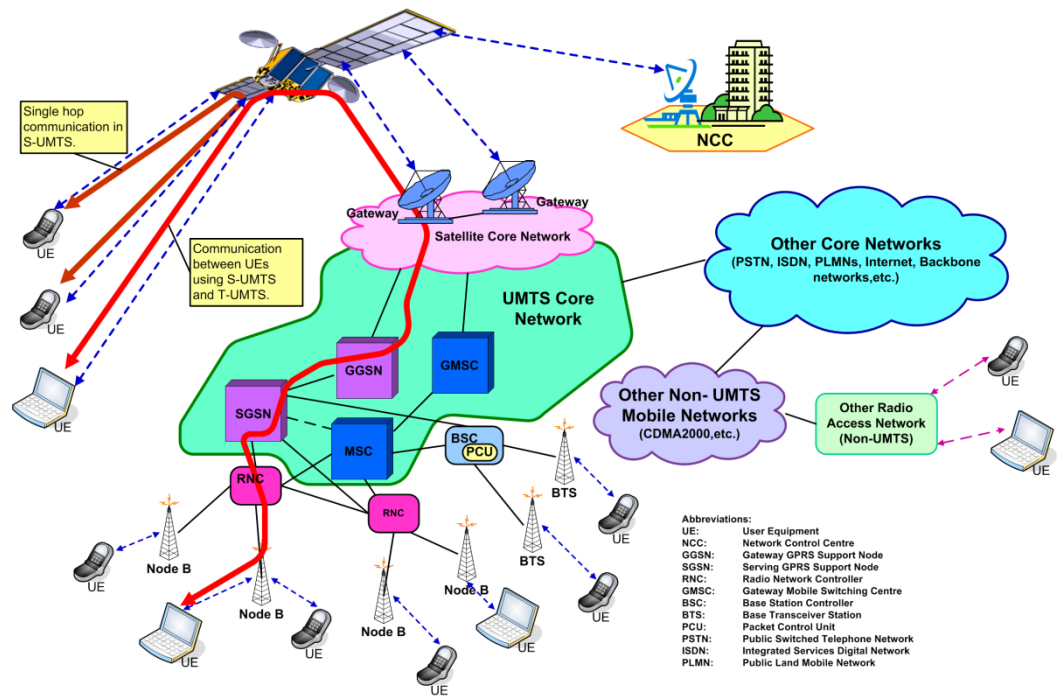 Single hop
communication in
S-UMTS.
NCC
UE
Gateway
Gateway
Satellite Core Network
Communication
between UEs
using S-UMTS
and T-UMTS.
Other Core Networks
(PSTN, ISDN, PLMNs, Internet, Backbone
networks,etc.)
UE
UMTS Core
Network
UE
GGSN
GMSC
UE
Other Non- UMTS
Mobile Networks
(CDMA2000,etc.)
Other Radio
Access Network
(Non-UMTS)
SGSN
MSC
BSC
PCU
UE
RNC
BTS
RNC
UE
BTS
Node B
Node B
UE
UE
Node B
Node B
UE
UE
UE
UE
UE
Abbreviations:
UE: User Equipment
NCC: Network Control Centre
GGSN: Gateway GPRS Support Node
SGSN: Serving GPRS Support Node
RNC: Radio Network Controller
GMSC: Gateway Mobile Switching Centre
BSC: Base Station Controller
BTS: Base Transceiver Station
PCU: Packet Control Unit
PSTN: Public Switched Telephone Network
ISDN: Integrated Services Digital Network
PLMN: Public Land Mobile Network